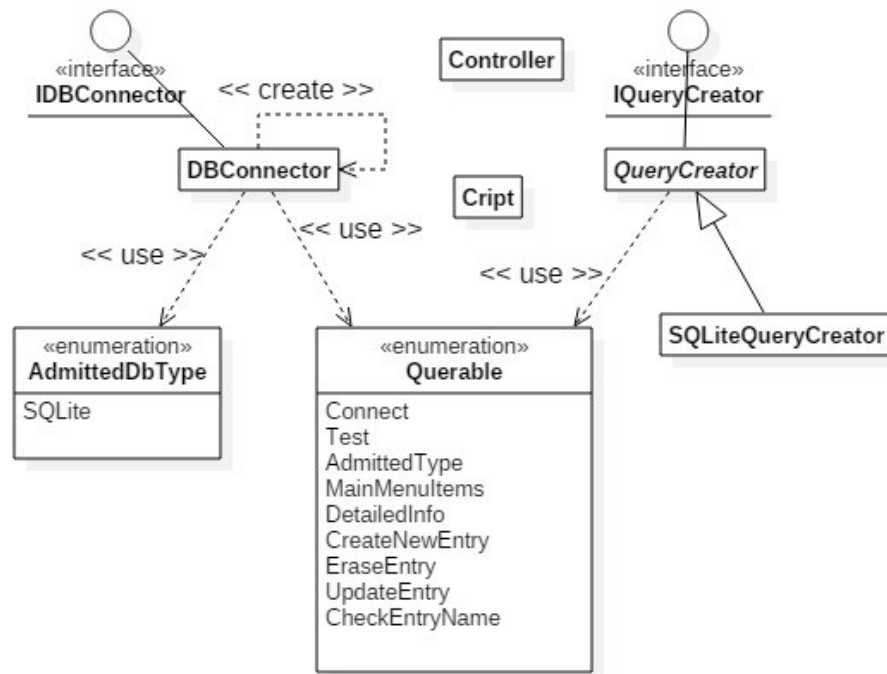 «interface»
IDBConnector
<< create >>
Controller
«interface»
IQueryCreator
DBConnector
Cript
QueryCreator
<< use >>
<< use >>
<< use >>
«enumeration»
AdmittedDbType
SQLite
«enumeration»
Querable
Connect
Test
AdmittedType
MainMenuItems
DetailedInfo
CreateNewEntry
EraseEntry
UpdateEntry
CheckEntryName
SQLiteQueryCreator